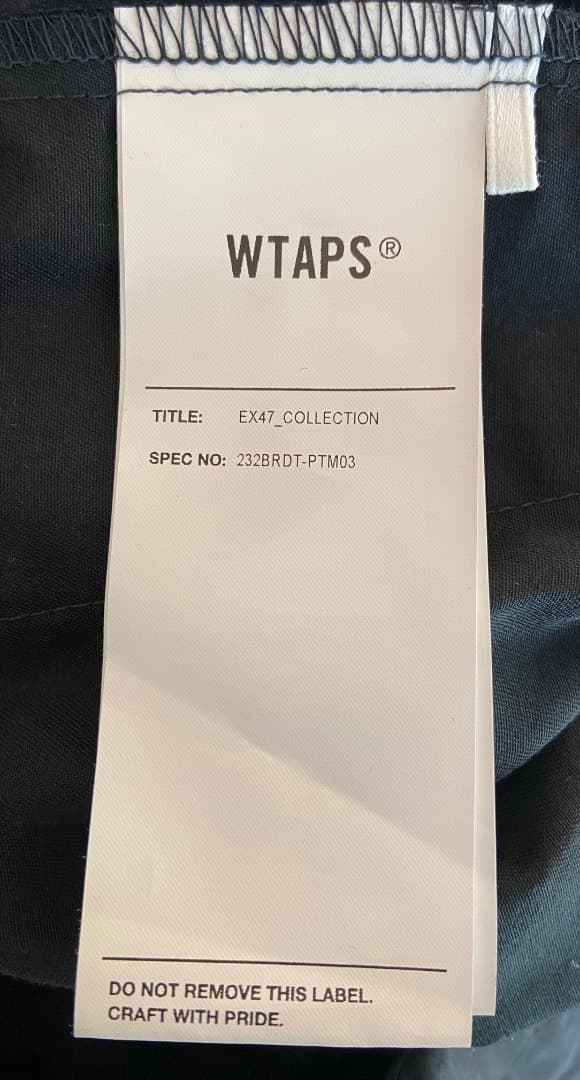 WTAPS®
TITLE: EX47_COLLECTION
SPEC NO: 232BRDT-PTM03
DO NOT REMOVE THIS LABEL.
CRAFT WITH PRIDE.